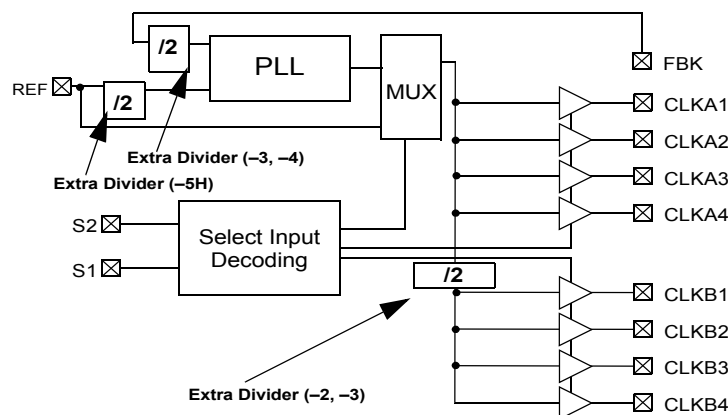 /2
PLL
MUX
FBK
REF
/2
CLKA1
CLKA2
CLKA3
CLKA4
Extra Divider (–3, –4)
Extra Divider (–5H)
S2
S1
Select Input
Decoding
/2
CLKB1
CLKB2
CLKB3
CLKB4
Extra Divider (–2, –3)